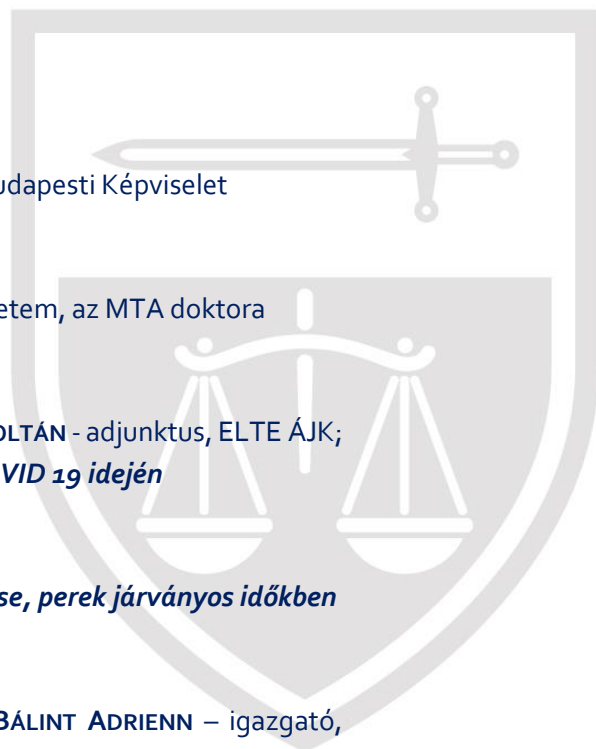 udapesti Képviselet
etem, az MTA doktora
OLTÁN - adjunktus, ELTE ÁJK;
VID 19 idején
se, perek járványos időkben
BÁLINT ADRIENN – igazgató,